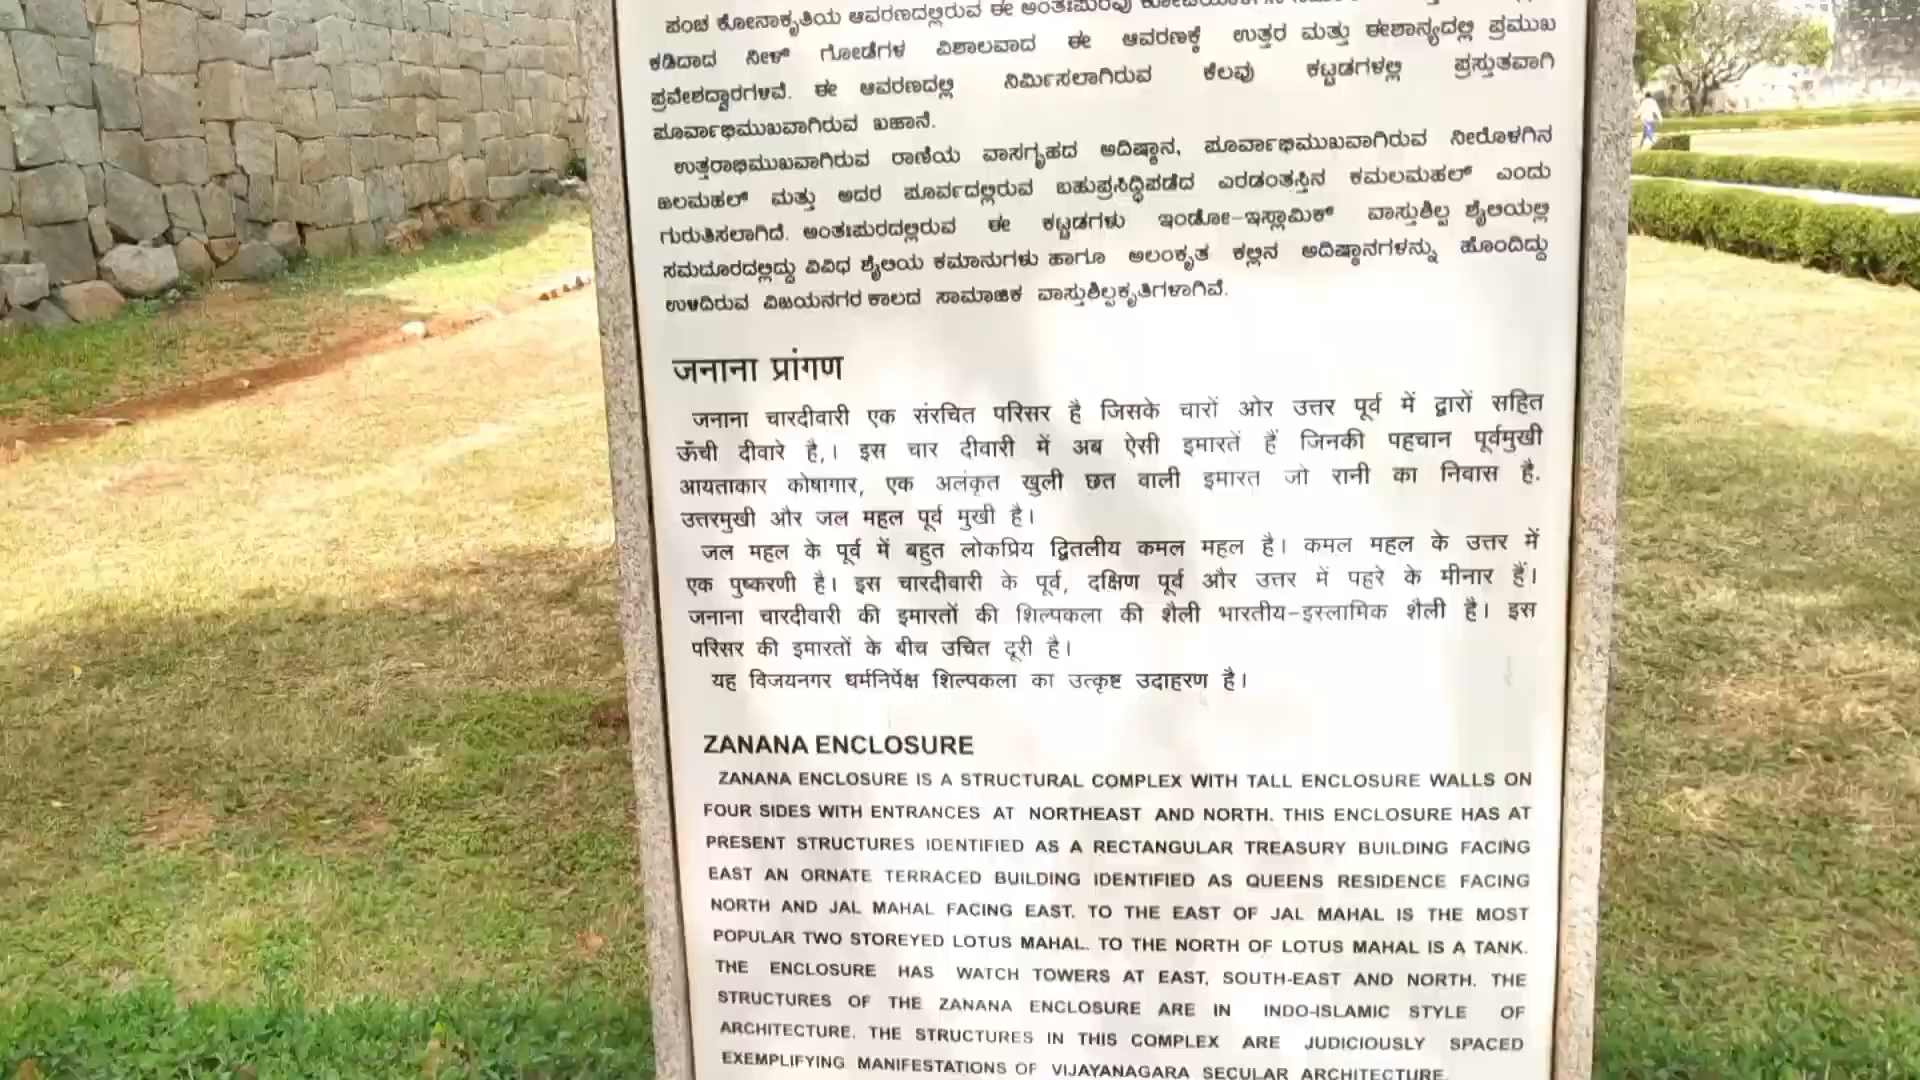 ಪಂಚ ಕೋನಾಕೃತಿಯ ಆವರಣದಲ್ಲಿರುವ ಈ ಅಂತಃಪುರವು
ಕಡಿದಾದ ನೀಳ್ ಗೋಡೆಗಳ ವಿಶಾಲವಾದ ಈ ಆವರಣಕ್ಕೆ ಉತ್ತರ ಮತ್ತು ಈಶಾನ್ಯದಲ್ಲಿ ಪ್ರಮುಖ
ಪ್ರವೇಶದ್ವಾರಗಳಿವೆ. ಈ ಆವರಣದಲ್ಲಿ ನಿರ್ಮಿಸಲಾಗಿರುವ ಕೆಲವು ಕಟ್ಟಡಗಳಲ್ಲಿ ಪ್ರಸ್ತುತವಾಗಿ
ಪೂರ್ವಾಭಿಮುಖವಾಗಿರುವ ಖಜಾನೆ.
ಉತ್ತರಾಭಿಮುಖವಾಗಿರುವ ರಾಣಿಯ ವಾಸಗೃಹದ ಅದಿಷ್ಠಾನ, ಪೂರ್ವಾಭಿಮುಖವಾಗಿರುವ ನೀರೊಳಗಿನ
ಜಲಮಹಲ್ ಮತ್ತು ಅದರ ಪೂರ್ವದಲ್ಲಿರುವ ಬಹುಪ್ರಸಿದ್ಧಿಪಡೆದ ಎರಡಂತಸ್ತಿನ ಕಮಲಮಹಲ್ ಎಂದು
ಗುರುತಿಸಲಾಗಿದೆ. ಅಂತಃಪುರದಲ್ಲಿರುವ ಈ ಕಟ್ಟಡಗಳು ಇಂಡೋ-ಇಸ್ಲಾಮಿಕ್ ವಾಸ್ತುಶಿಲ್ಪ ಶೈಲಿಯಲ್ಲಿ
ಸಮದೂರದಲ್ಲಿದ್ದು ವಿವಿಧ ಶೈಲಿಯ ಕಮಾನುಗಳು ಹಾಗೂ ಅಲಂಕೃತ ಕಲ್ಲಿನ ಅದಿಷ್ಠಾನಗಳನ್ನು ಹೊಂದಿದ್ದು
ಉಳಿದಿರುವ ವಿಜಯನಗರ ಕಾಲದ ಸಾಮಾಜಿಕ ವಾಸ್ತುಶಿಲ್ಪಕೃತಿಗಳಾಗಿವೆ.
जनाना प्रांगण
जनाना चारदीवारी एक संरचित परिसर है जिसके चारों ओर उत्तर पूर्व में द्वारों सहित
ऊँची दीवारे है,। इस चार दीवारी में अब ऐसी इमारतें हैं जिनकी पहचान पूर्वमुखी
आयताकार कोषागार, एक अलंकृत खुली छत वाली इमारत जो रानी का निवास है.
उत्तरमुखी और जल महल पूर्व मुखी है।
जल महल के पूर्व में बहुत लोकप्रिय द्वितलीय कमल महल है। कमल महल के उत्तर में
एक पुष्करणी है। इस चारदीवारी के पूर्व, दक्षिण पूर्व और उत्तर में पहरे के मीनार हैं।
जनाना चारदीवारी की इमारतों की शिल्पकला की शैली भारतीय-इस्लामिक शैली है। इस
परिसर की इमारतों के बीच उचित दूरी है।
यह विजयनगर धर्मनिर्पेक्ष शिल्पकला का उत्कृष्ट उदाहरण है।
ZANANA ENCLOSURE
ZANANA ENCLOSURE IS A STRUCTURAL COMPLEX WITH TALL ENCLOSURE WALLS ON
FOUR SIDES WITH ENTRANCES AT NORTHEAST AND NORTH. THIS ENCLOSURE HAS AT
PRESENT STRUCTURES IDENTIFIED AS A RECTANGULAR TREASURY BUILDING FACING
EAST AN ORNATE TERRACED BUILDING IDENTIFIED AS QUEENS RESIDENCE FACING
NORTH AND JAL MAHAL FACING EAST. TO THE EAST OF JAL MAHAL IS THE MOST
POPULAR TWO STOREYED LOTUS MAHAL. TO THE NORTH OF LOTUS MAHAL IS A TANK.
THE ENCLOSURE HAS WATCH TOWERS AT EAST, SOUTH-EAST AND NORTH. THE
STRUCTURES OF THE ZANANA ENCLOSURE ARE IN INDO-ISLAMIC STYLE OF
ARCHITECTURE. THE STRUCTURES IN THIS COMPLEX ARE JUDICIOUSLY SPACED
EXEMPLIFYING MANIFESTATIONS OF VIJAYANAGARA SECULAR ARCHITECTURE.